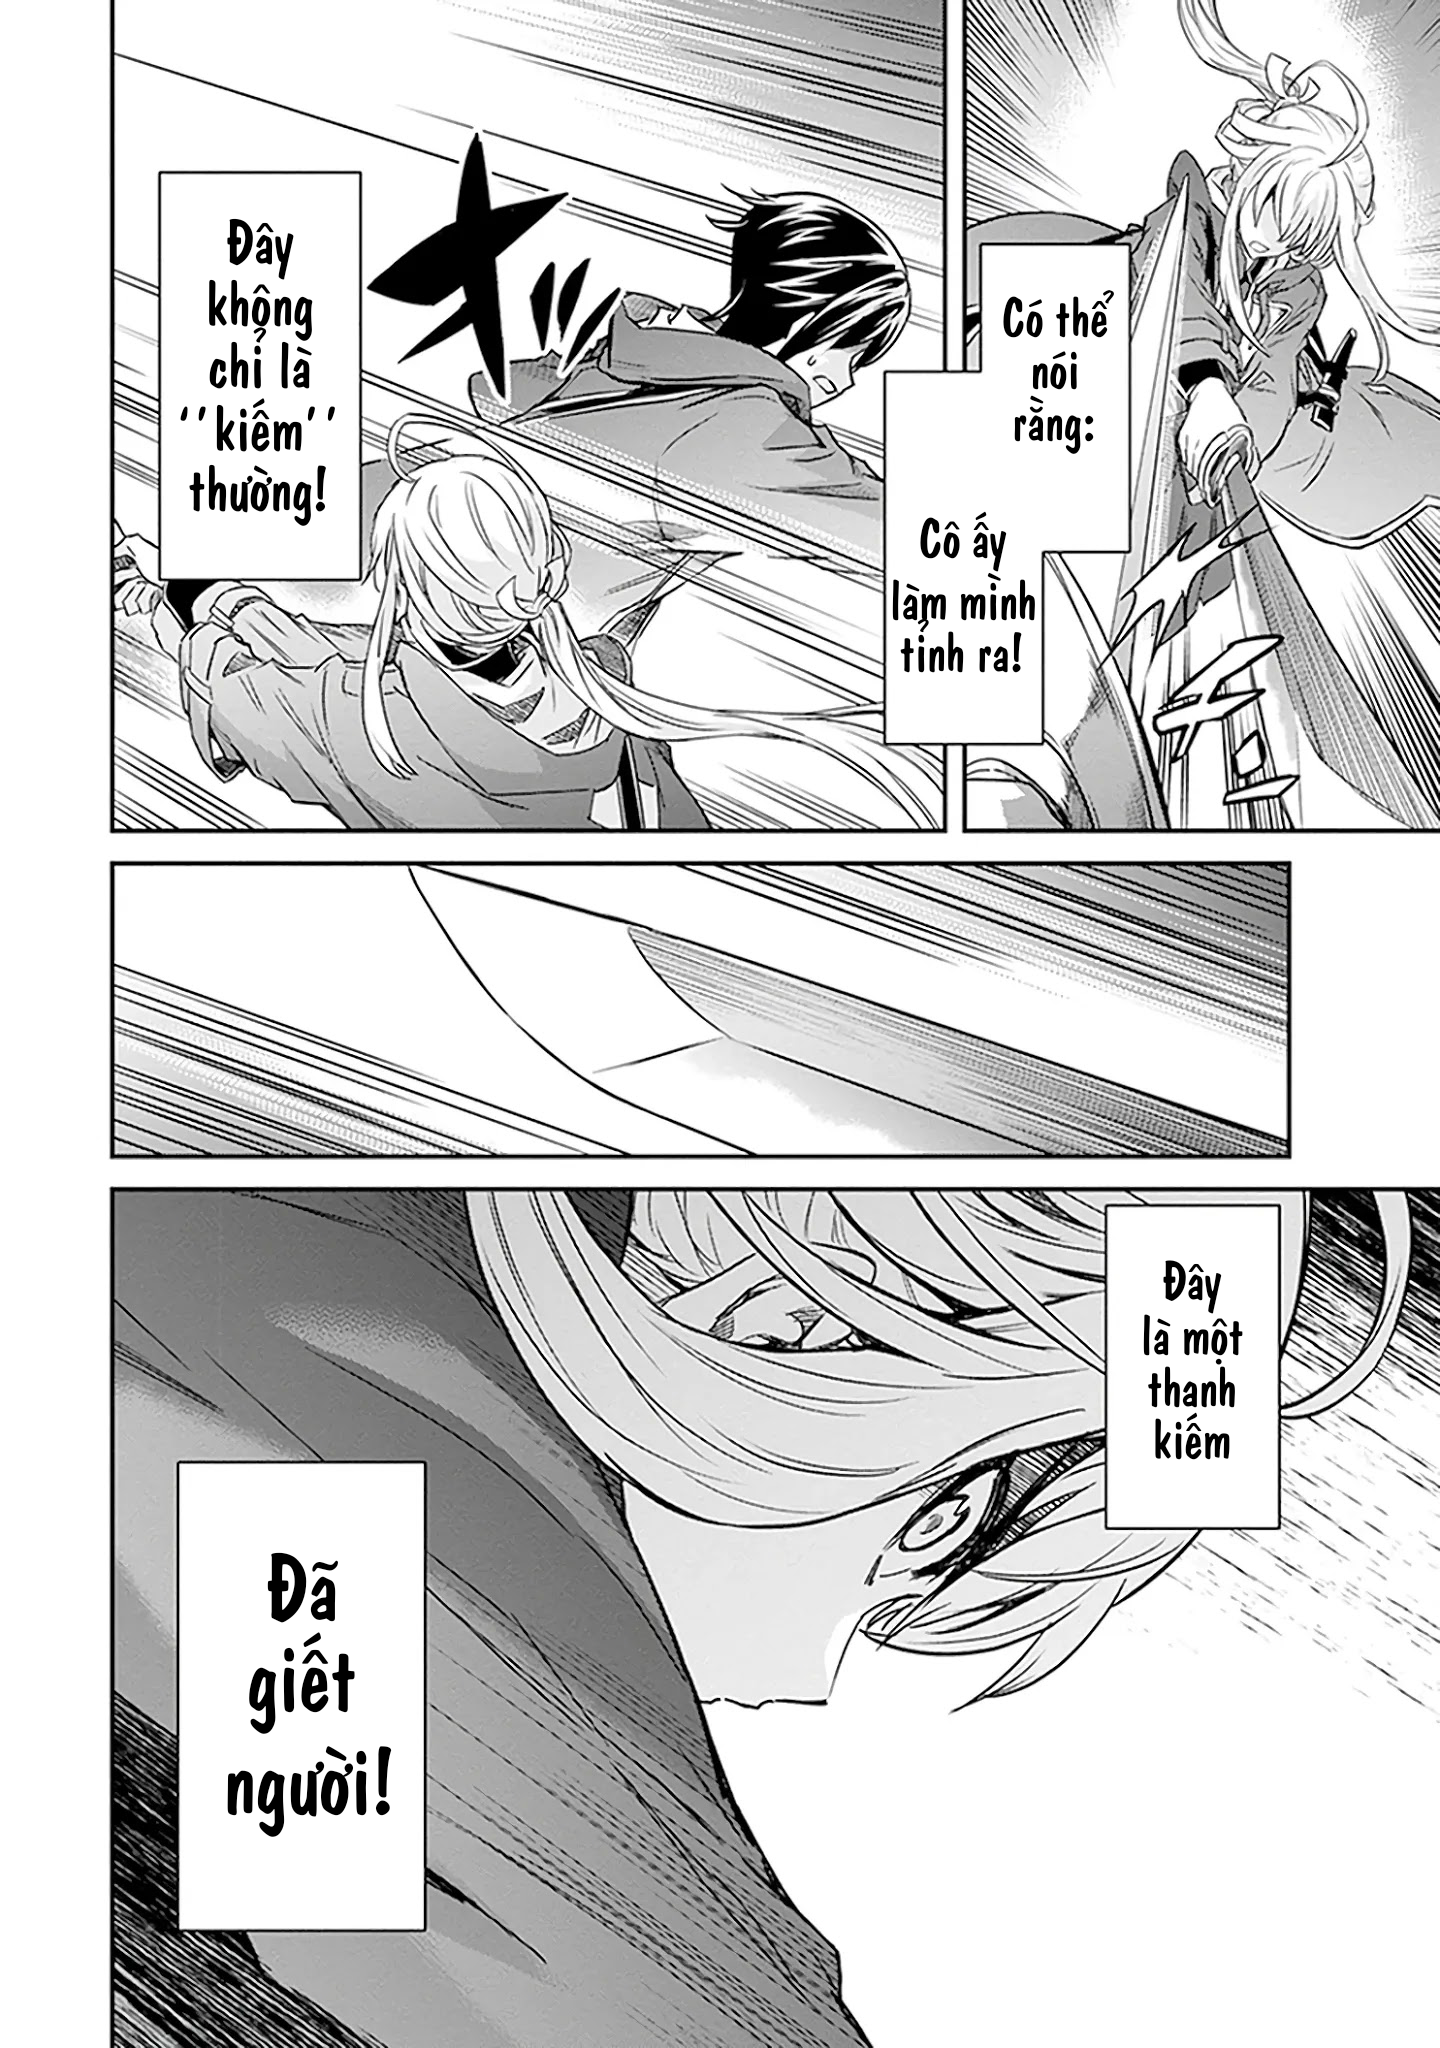 Có thể
nói
rằng:
Cô ấy
làm mình
tỉnh ra!
Đây
không
chỉ là
''kiếm''
thường!
Đây
là một
thanh
kiếm
Đã
giết
người!